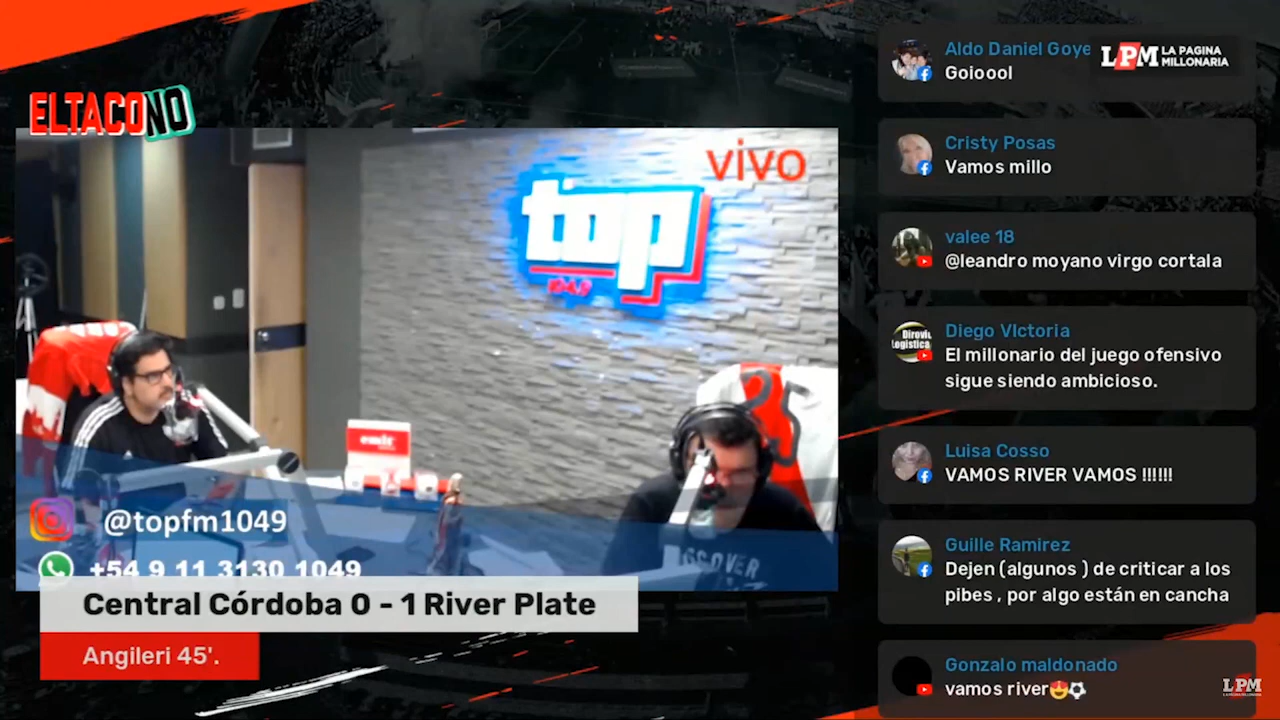 ELTACONO
vivo
top
104.9
emit
@topfm1049
+54 9 11 3130 1049
Central Córdoba 0 - 1 River Plate
Angileri 45'.
Aldo Daniel Goye
Goioool
LPM LA PAGINA
MILLONARIA
Cristy Posas
Vamos millo
valee 18
@leandro moyano virgo cortala
Diego VIctoria
El millonario del juego ofensivo
sigue siendo ambicioso.
Luisa Cosso
VAMOS RIVER VAMOS !!!!!!
Guille Ramirez
Dejen (algunos ) de criticar a los
pibes , por algo están en cancha
Gonzalo maldonado
vamos river😍⚽
LPM